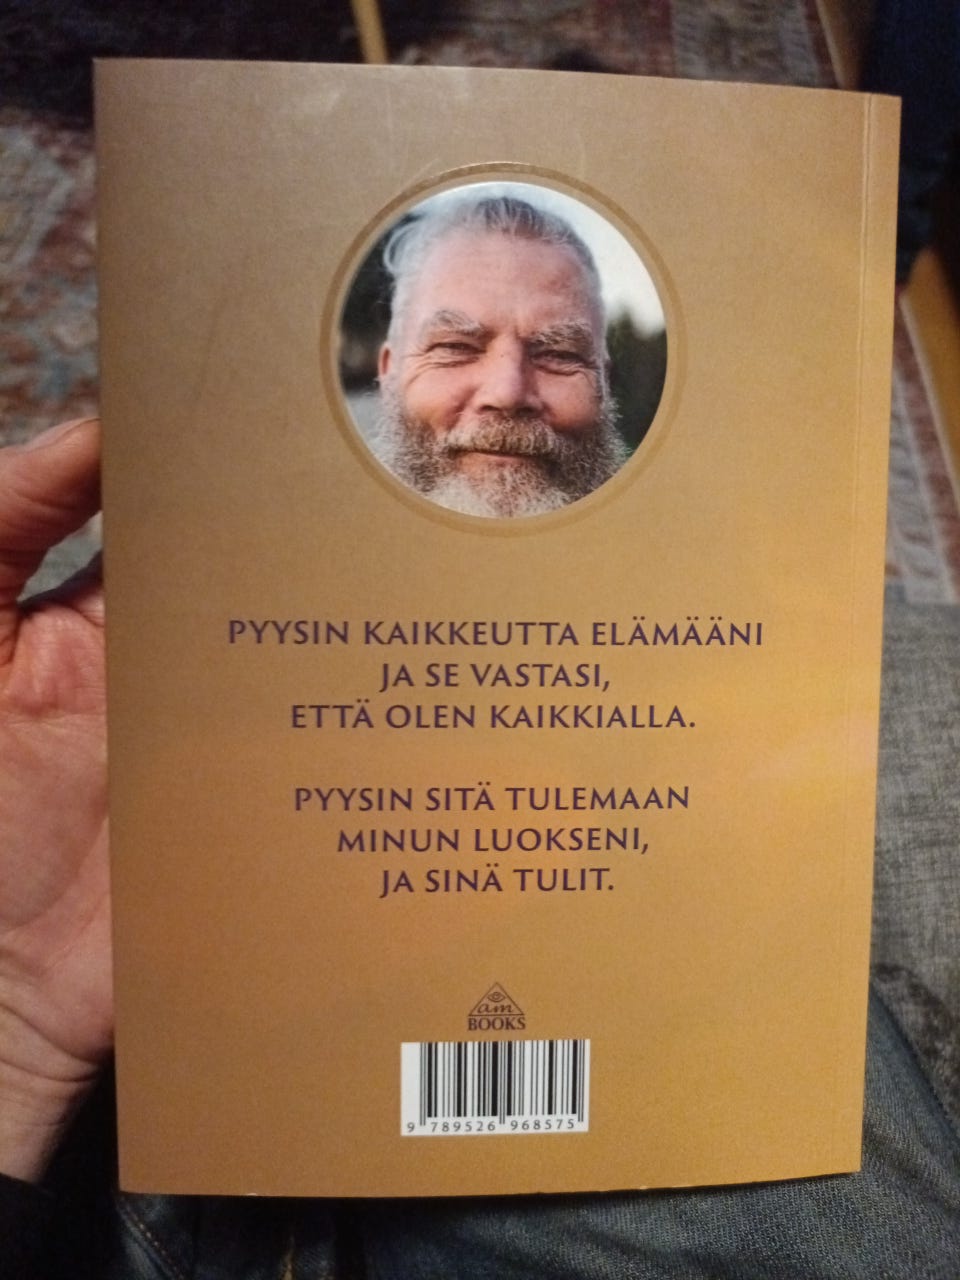 PYYSIN KAIKKEUTTA ELÄMÄÄNI
JA SE VASTASI,
ETTÄ OLEN KAIKKIALLA.
PYYSIN SITÄ TULEMAAN
MINUN LUOKSENI,
JA SINÄ TULIT.
am
BOOKS
9 789526 968575